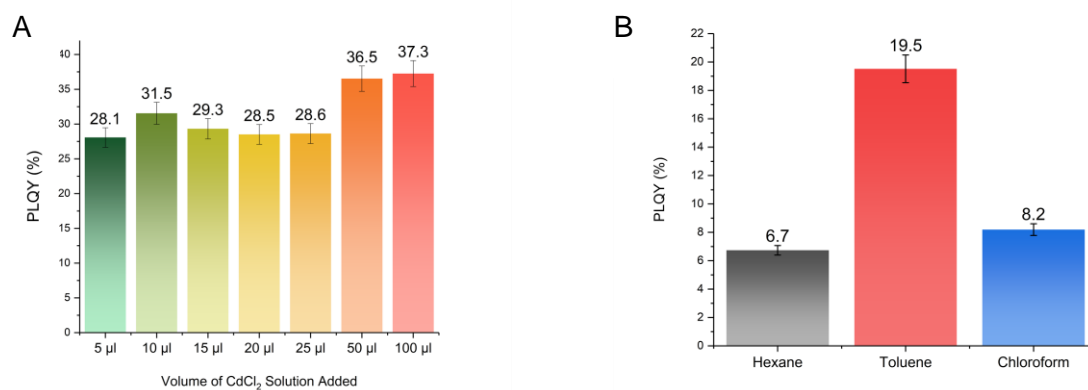 A
PLQY (%)
40
35
30
25
20
15
10
5
0
28.1
31.5
29.3
28.5
28.6
36.5
37.3
5 µl
10 µl
15 µl
20 µl
25 µl
50 µl
100 µl
Volume of CdCl₂ Solution Added
B
PLQY (%)
22
20
18
16
14
12
10
8
6
4
2
0
6.7
19.5
8.2
Hexane
Toluene
Chloroform